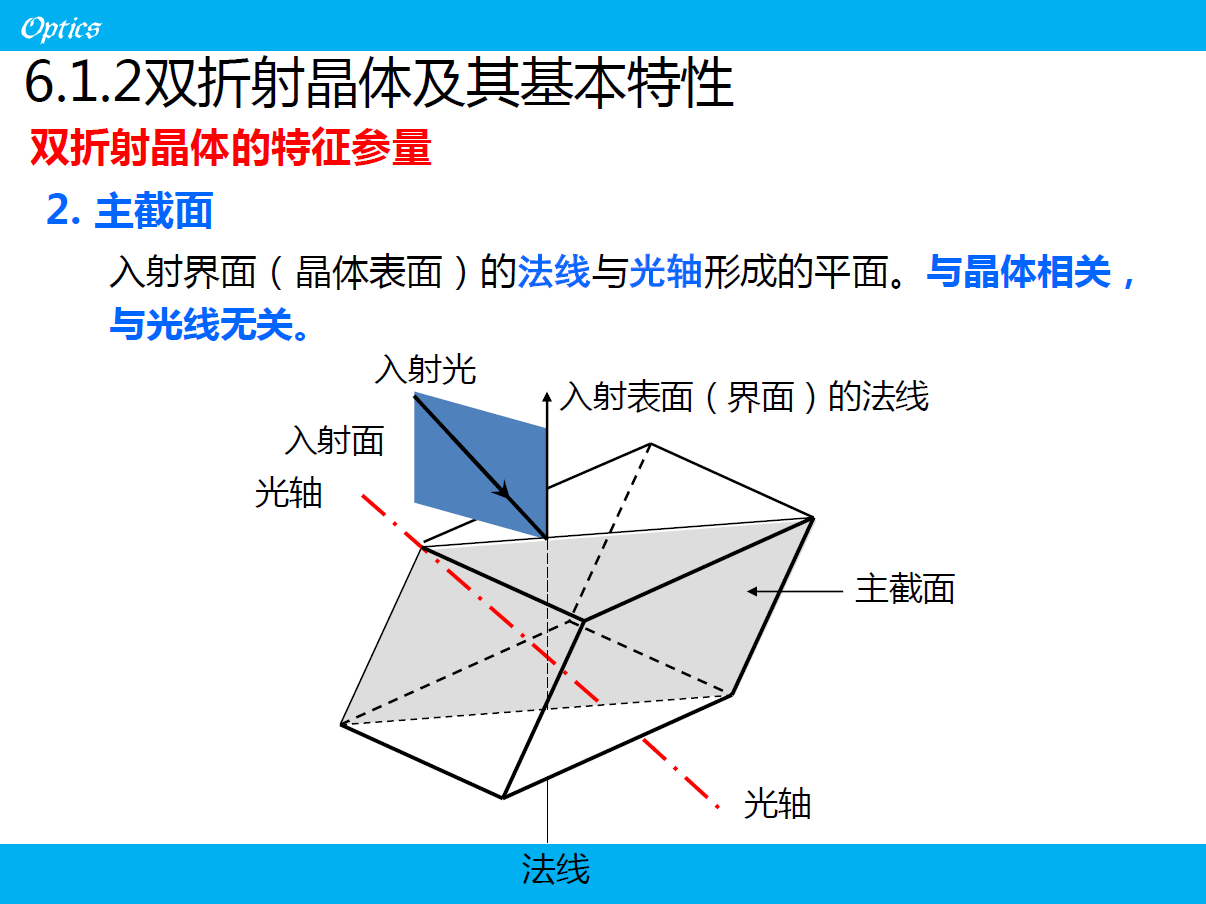 Optics
6.1.2双折射晶体及其基本特性
双折射晶体的特征参量
2. 主截面
入射界面（晶体表面）的法线与光轴形成的平面。与晶体相关，
与光线无关。
入射光
入射表面（界面）的法线
入射面
光轴
主截面
光轴
法线